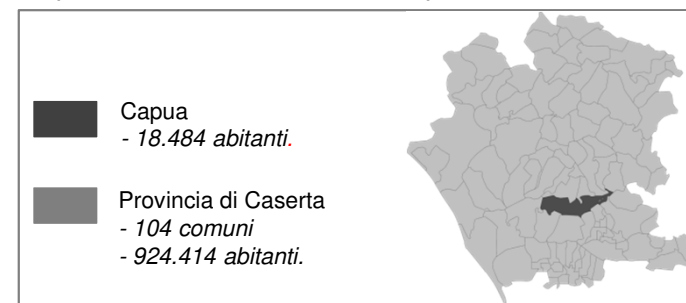 Capua
- 18.484 abitanti.
Provincia di Caserta
- 104 comuni
- 924.414 abitanti.